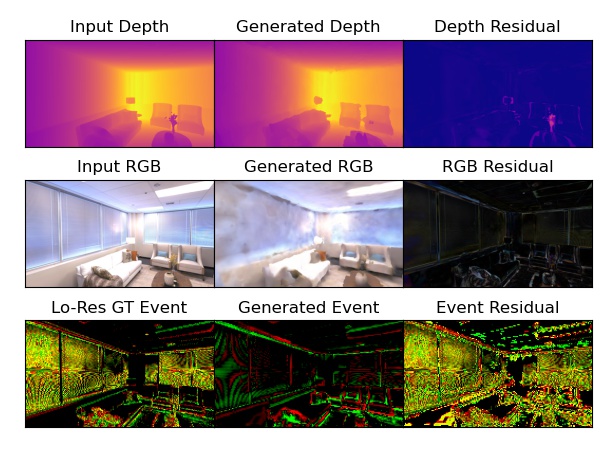 Input Depth Generated Depth Depth Residual
Input RGB Generated RGB RGB Residual
Lo-Res GT Event Generated Event Event Residual